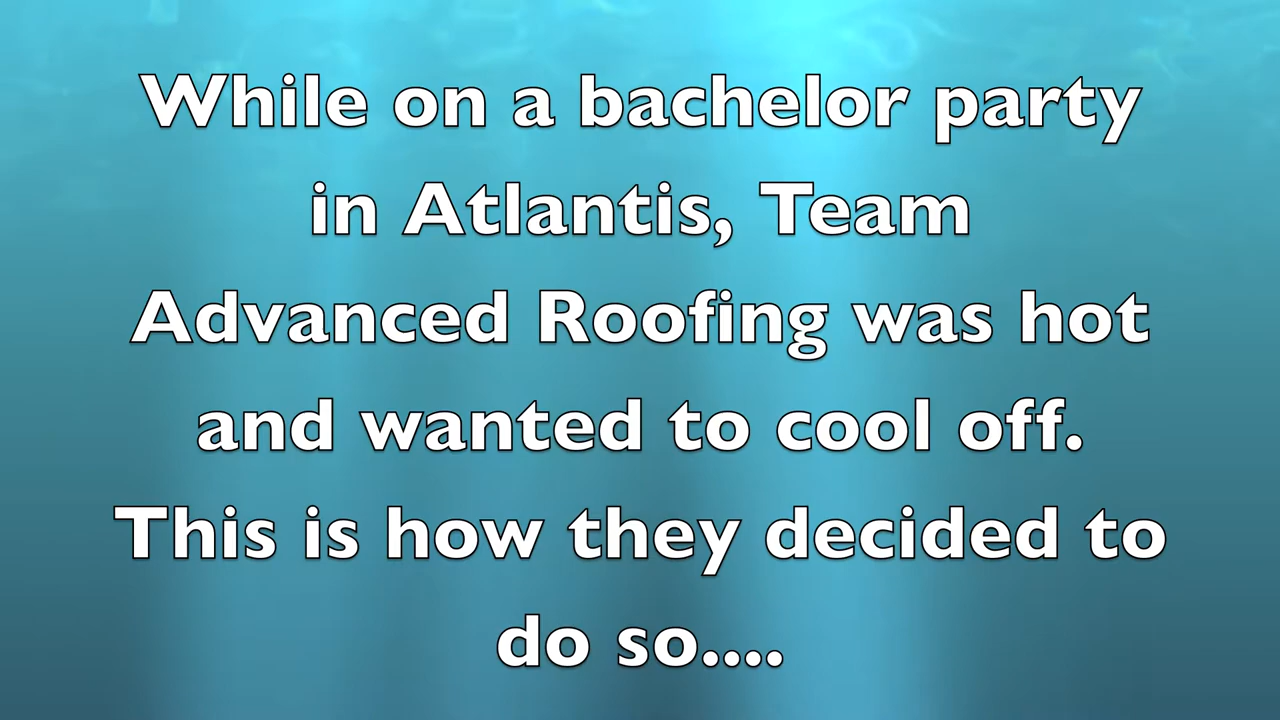 While on a bachelor party
in Atlantis, Team
Advanced Roofing was hot
and wanted to cool off.
This is how they decided to
do so....